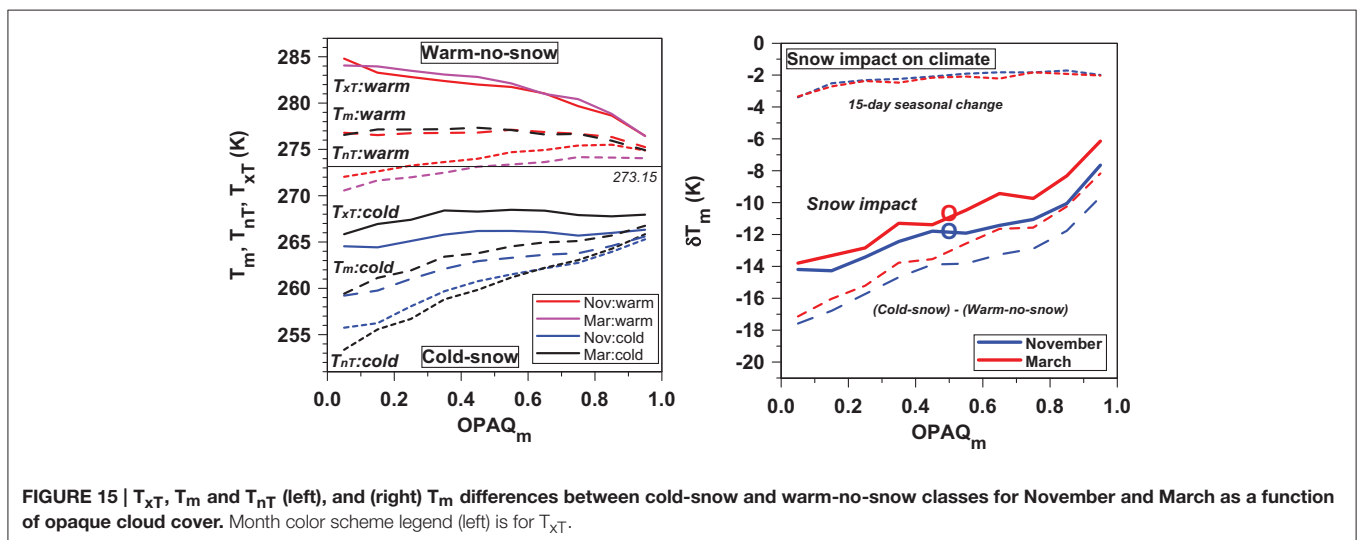 Warm-no-snow
TxT:warm
Tm:warm
TnT:warm
273.15
TxT:cold
Tm:cold
TnT:cold
Cold-snow
Nov:warm
Mar:warm
Nov:cold
Mar:cold
285
280
275
270
265
260
255
Tm, TnT, TxT (K)
0.0 0.2 0.4 0.6 0.8 1.0
OPAQm
Snow impact on climate
15-day seasonal change
Snow impact
(Cold-snow) - (Warm-no-snow)
November
March
0
-2
-4
-6
-8
-10
-12
-14
-16
-18
-20
δTm (K)
0.0 0.2 0.4 0.6 0.8 1.0
OPAQm
FIGURE 15 | TxT, Tm and TnT (left), and (right) Tm differences between cold-snow and warm-no-snow classes for November and March as a function
of opaque cloud cover. Month color scheme legend (left) is for TxT.